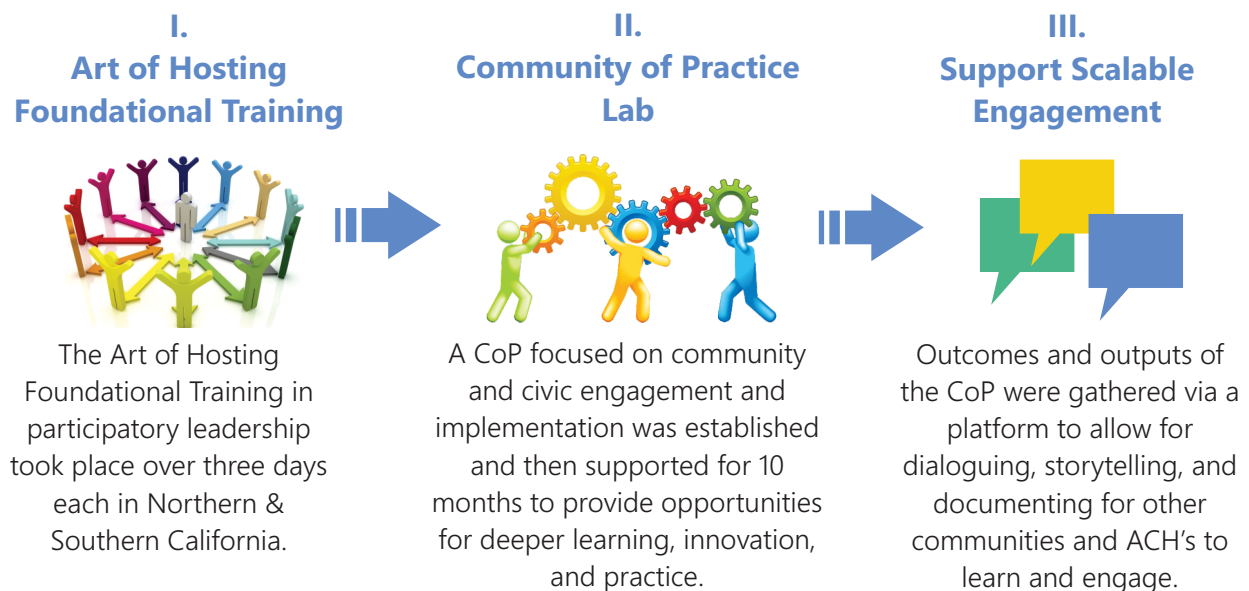 I.
Art of Hosting
Foundational Training
The Art of Hosting
Foundational Training in
participatory leadership
took place over three days
each in Northern &
Southern California.
II.
Community of Practice
Lab
A CoP focused on community
and civic engagement and
implementation was established
and then supported for 10
months to provide opportunities
for deeper learning, innovation,
and practice.
III.
Support Scalable
Engagement
Outcomes and outputs of
the CoP were gathered via a
platform to allow for
dialoguing, storytelling, and
documenting for other
communities and ACH's to
learn and engage.